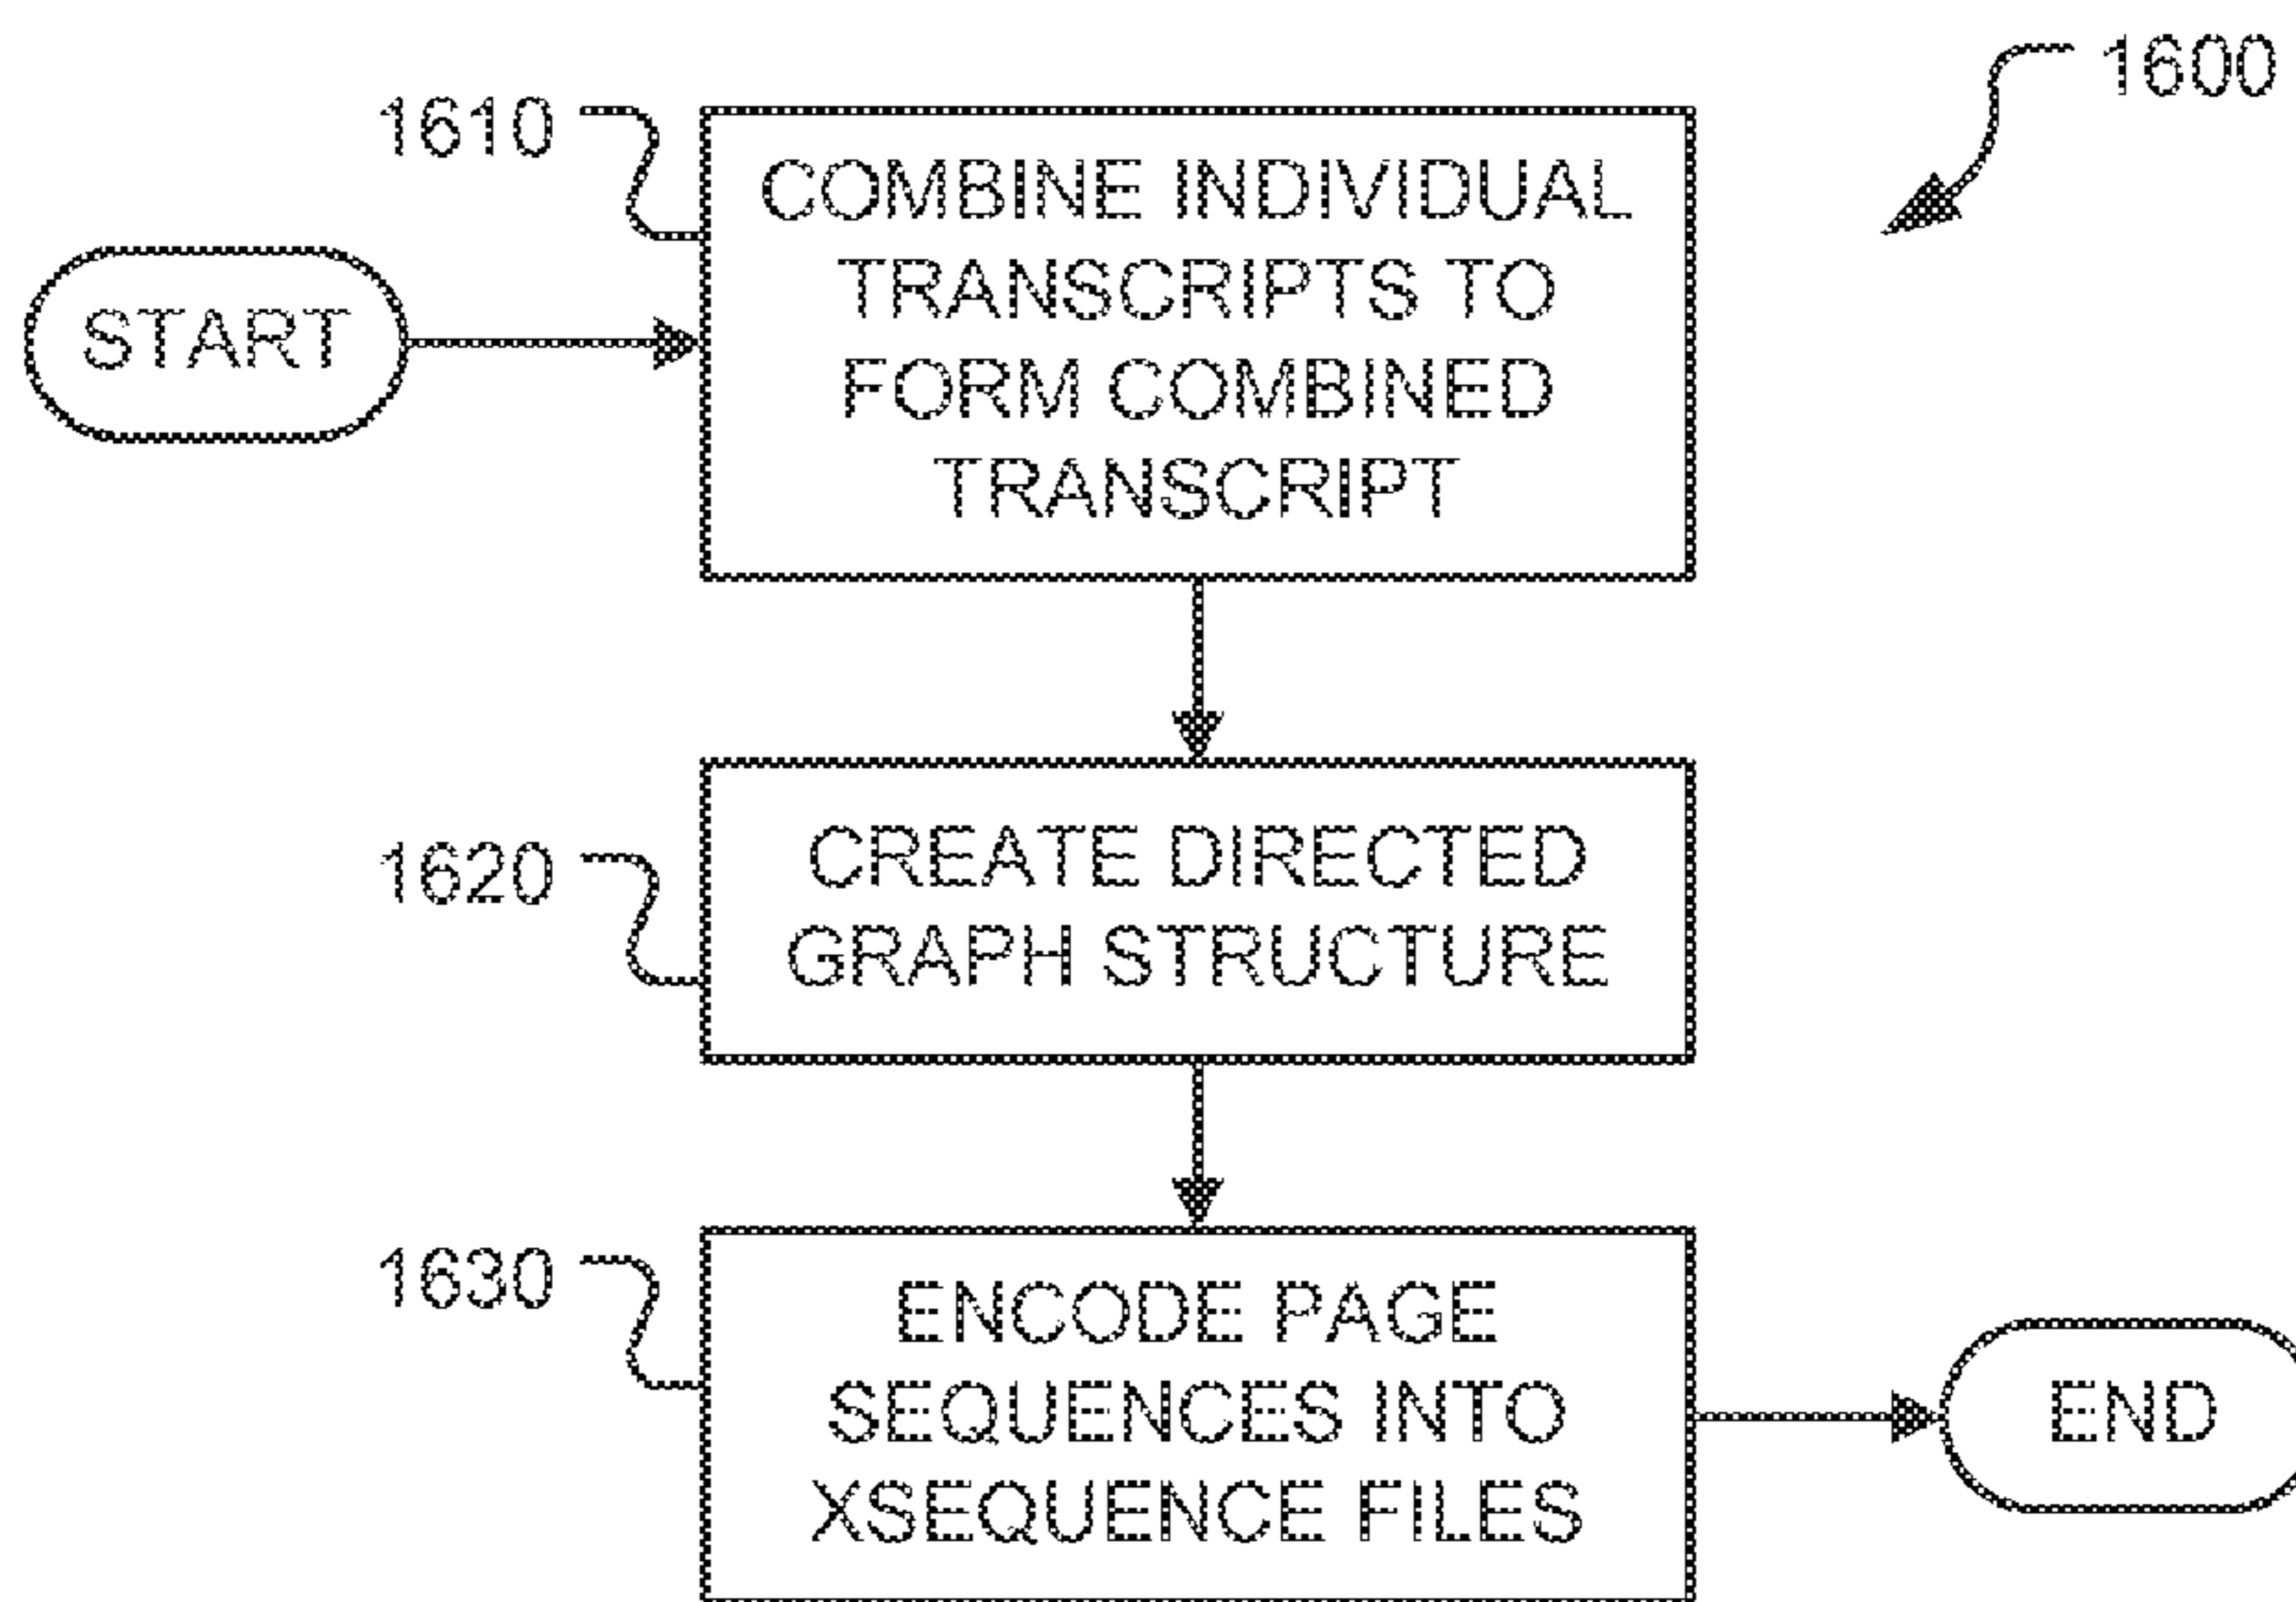 1600
1610
COMBINE INDIVIDUAL
TRANSCRIPTS TO
FORM COMBINED
TRANSCRIPT
START
1620
CREATE DIRECTED
GRAPH STRUCTURE
1630
ENCODE PAGE
SEQUENCES INTO
XSEQUENCE FILES
END